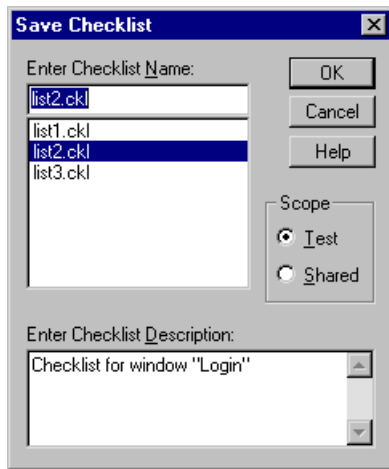 Save Checklist
Enter Checklist Name:
list2.ckl
list1.ckl
list2.ckl
list3.ckl
OK
Cancel
Help
Scope
Test
Shared
Enter Checklist Description:
Checklist for window "Login"